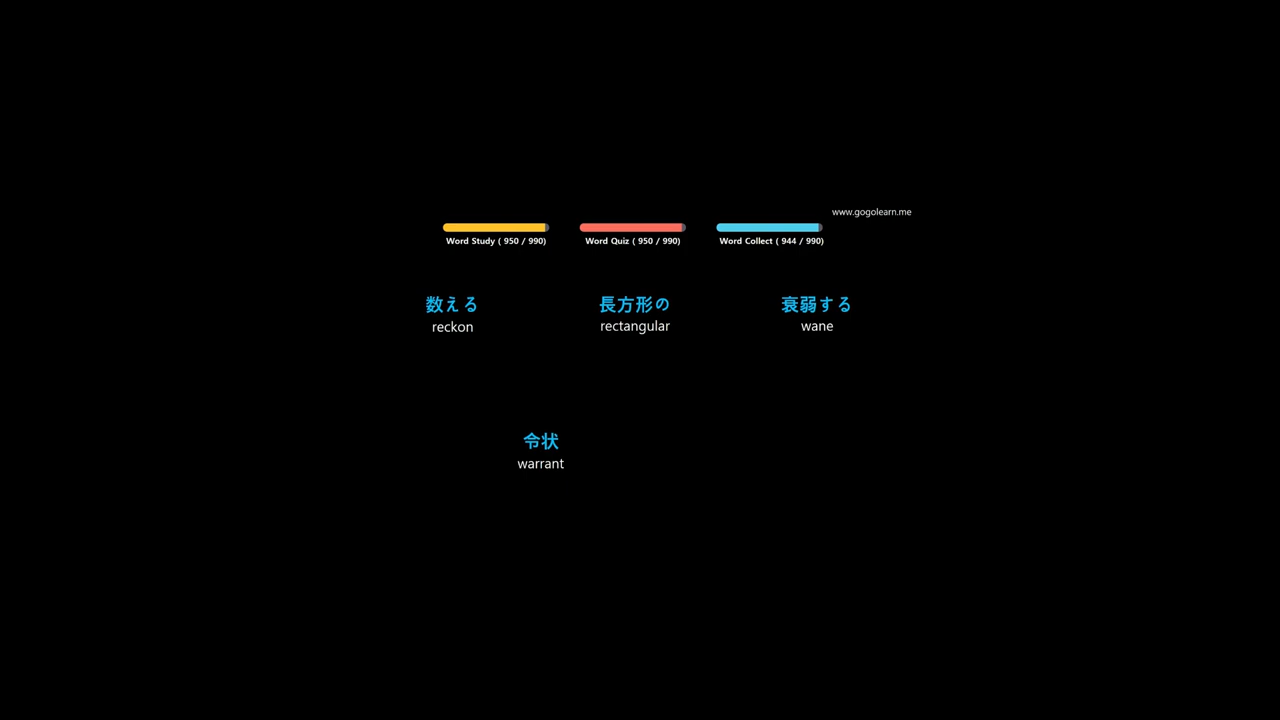 www.gogolearn.me
Word Study ( 950 / 990)
Word Quiz ( 950 / 990)
Word Collect ( 944 / 990)
数える
reckon
長方形の
rectangular
衰弱する
wane
令状
warrant